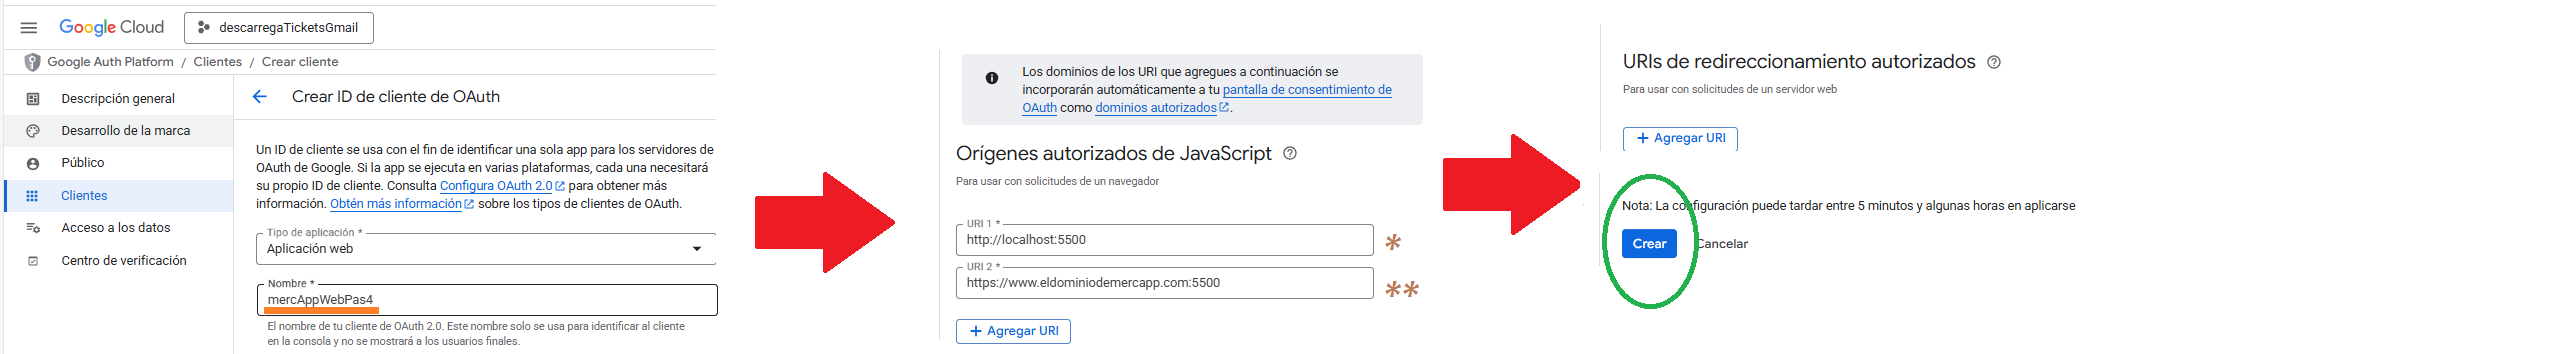 Google Cloud
descarregaTicketsGmail
Google Auth Platform / Clientes / Crear cliente
Descripción general
Desarrollo de la marca
Público
Clientes
Acceso a los datos
Centro de verificación
Crear ID de cliente de OAuth
Un ID de cliente se usa con el fin de identificar una sola app para los servidores de
OAuth de Google. Si la app se ejecuta en varias plataformas, cada una necesitará
su propio ID de cliente. Consulta Configura OAuth 2.0 para obtener más
información. Obtén más información sobre los tipos de clientes de OAuth.
Tipo de aplicación *
Aplicación web
Nombre *
mercAppWebPas4
El nombre de tu cliente de OAuth 2.0. Este nombre solo se usa para identificar al cliente
en la consola y no se mostrará a los usuarios finales.
Los dominios de los URI que agregues a continuación se
incorporarán automáticamente a tu pantalla de consentimiento de
OAuth como dominios autorizados.
Orígenes autorizados de JavaScript
Para usar con solicitudes de un navegador
URI 1 *
http://localhost:5500
*
URI 2 *
https://www.eldominiodemercapp.com:5500
**
+ Agregar URI
URIs de redireccionamiento autorizados
Para usar con solicitudes de un servidor web
+ Agregar URI
Nota: La configuración puede tardar entre 5 minutos y algunas horas en aplicarse
Crear
Cancelar